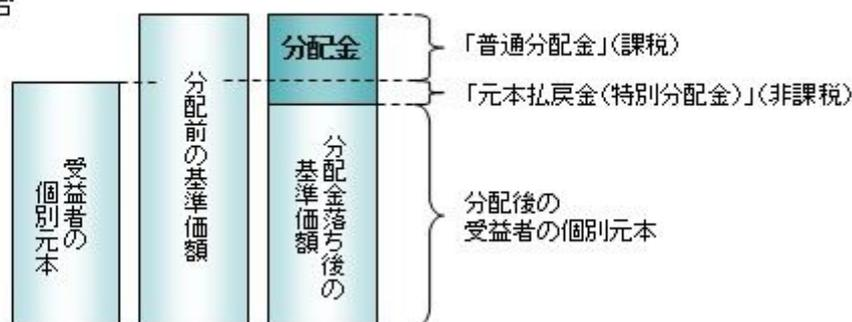 受益者の
個別元本
分配前の基準価額
分配金
分配金落ち後の
基準価額
「普通分配金」(課税)
「元本払戻金(特別分配金)」(非課税)
分配後の
受益者の個別元本